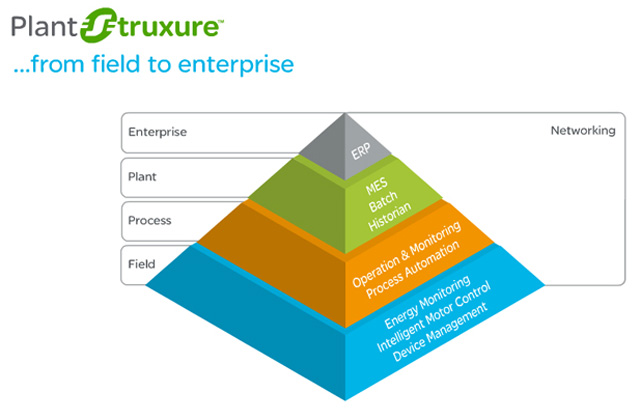 PlantStruxure™
...from field to enterprise
Enterprise
Networking
ERP
Plant
MES
Batch
Historian
Process
Operation & Monitoring
Process Automation
Field
Energy Monitoring
Intelligent Motor Control
Device Management